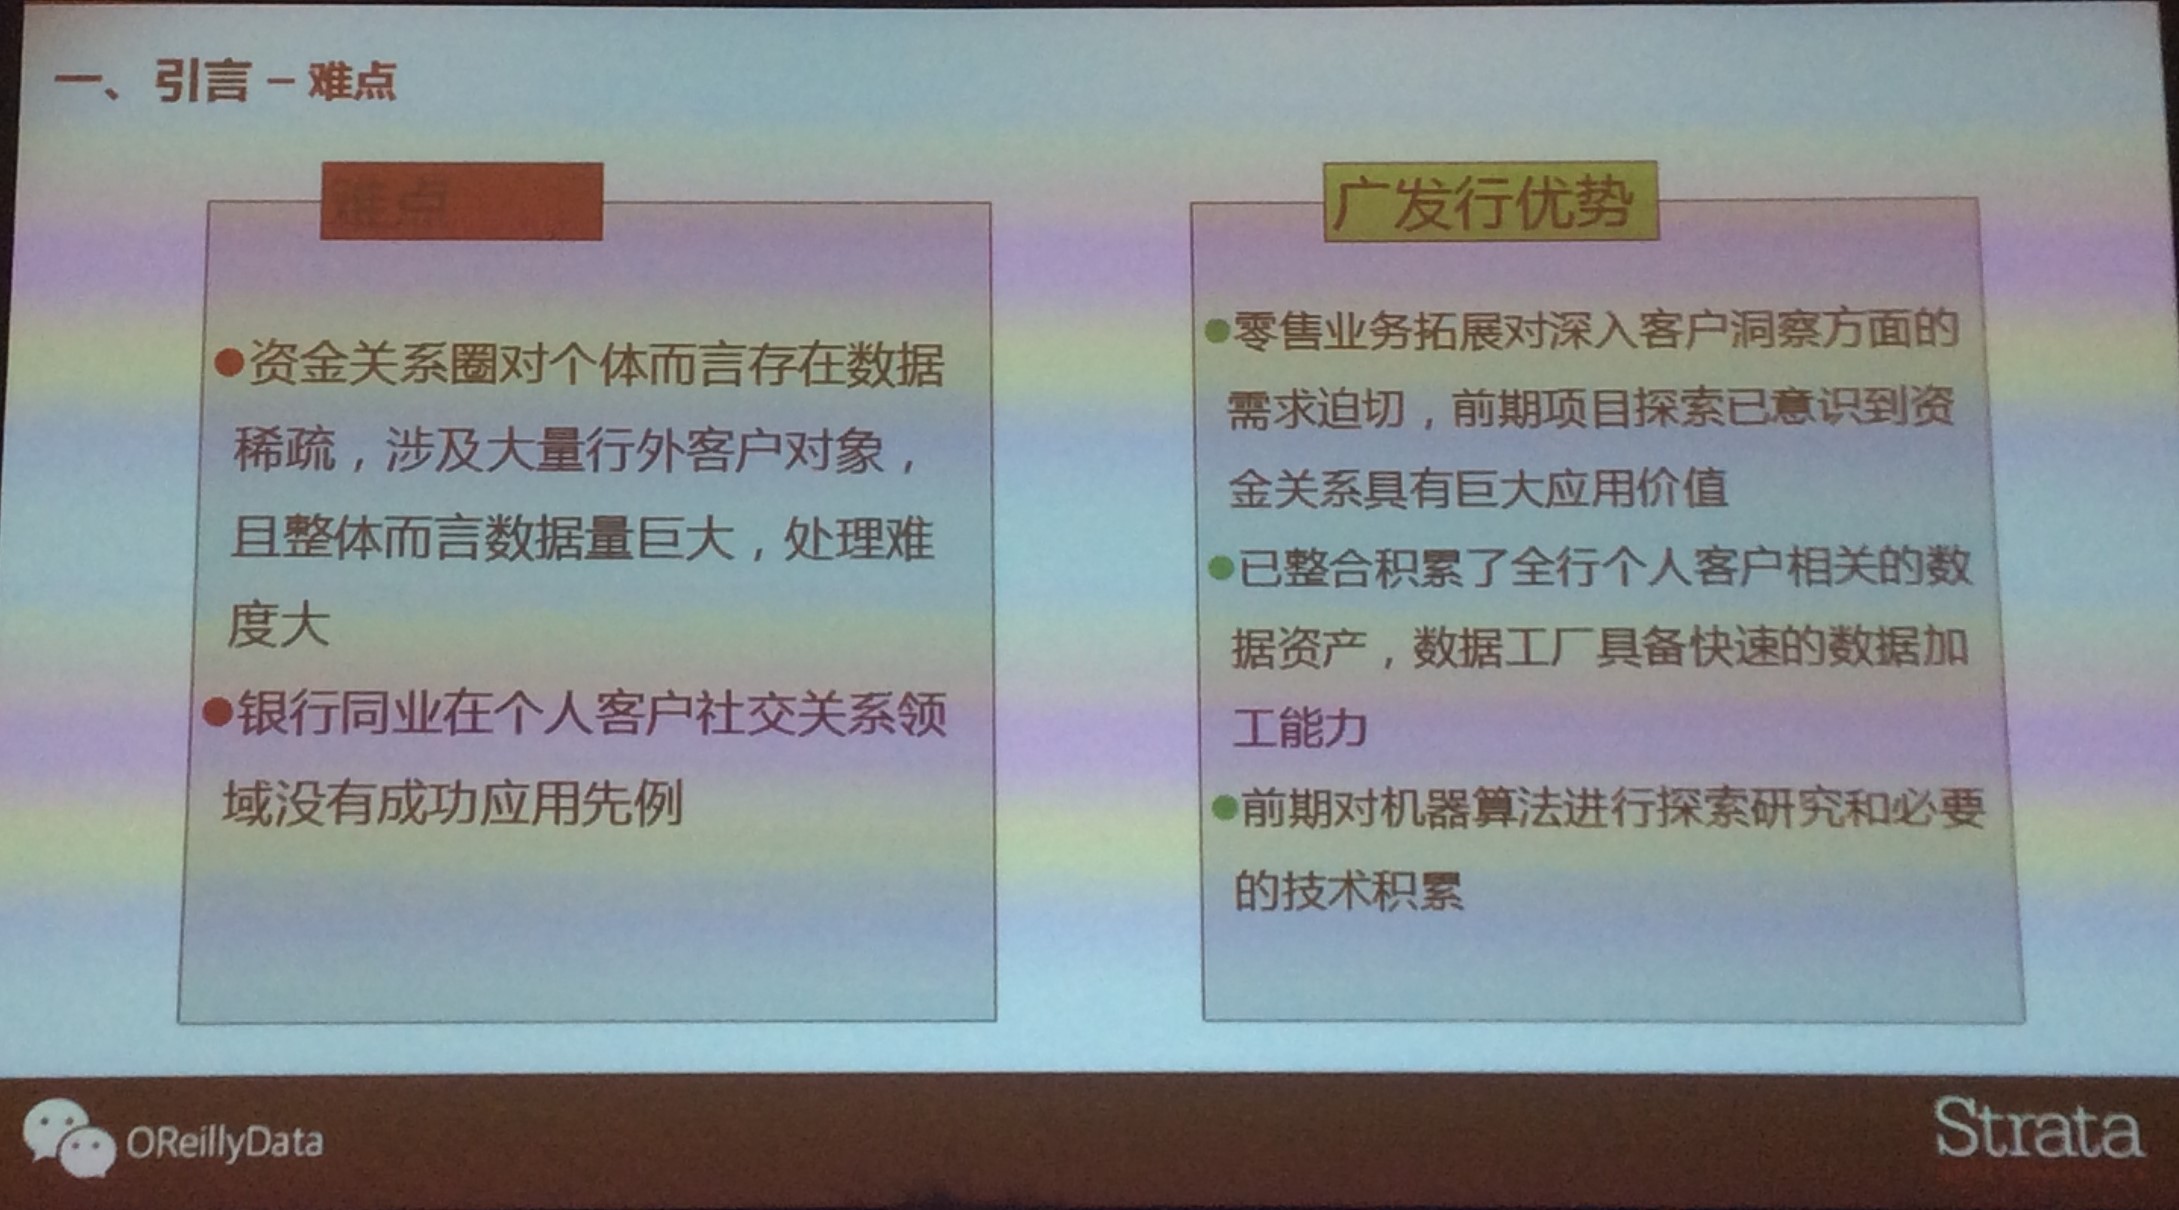 一、引言 – 难点
难点
●资金关系圈对个体而言存在数据
稀疏，涉及大量行外客户对象，
且整体而言数据量巨大，处理难
度大
●银行同业在个人客户社交关系领
域没有成功应用先例
广发行优势
●零售业务拓展对深入客户洞察方面的
需求迫切，前期项目探索已意识到资
金关系具有巨大应用价值
●已整合积累了全行个人客户相关的数
据资产，数据工厂具备快速的数据加
工能力
●前期对机器算法进行探索研究和必要
的技术积累
OReillyData
Strata